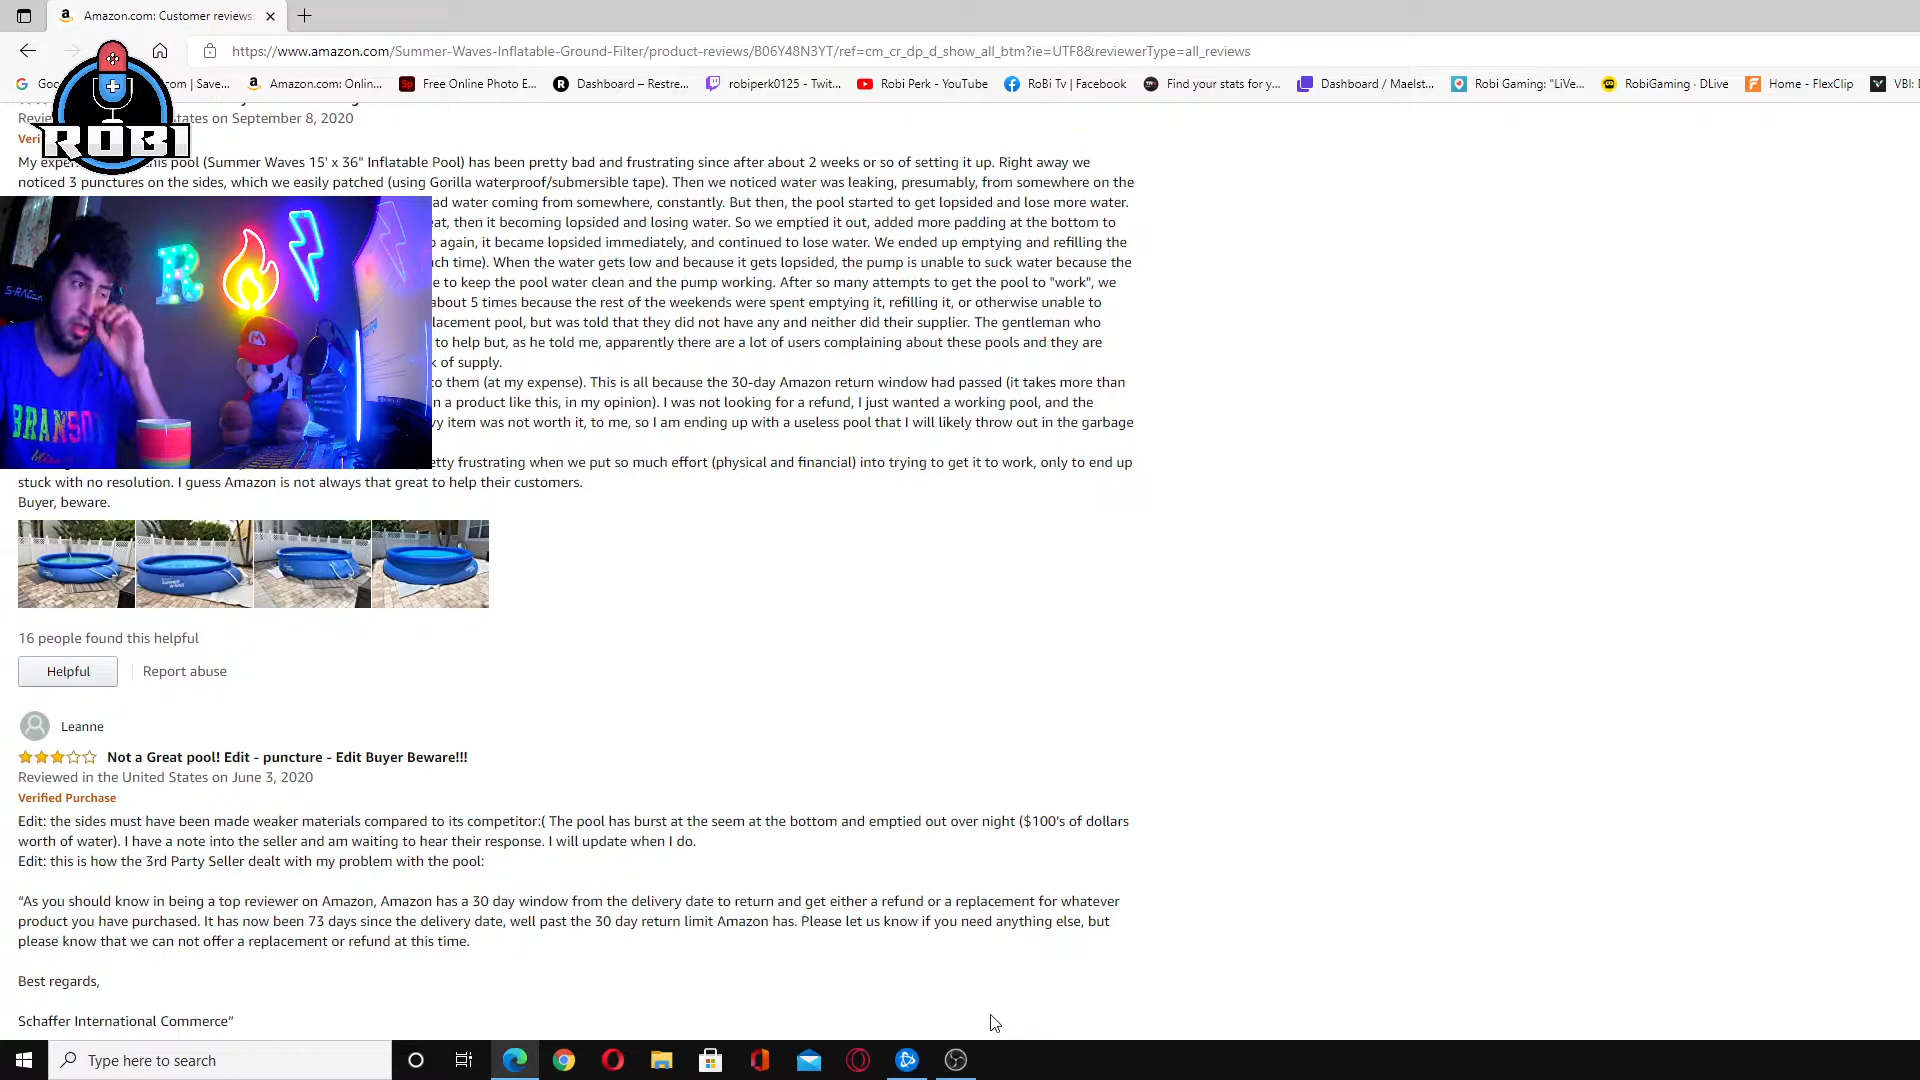 Amazon.com: Customer reviews:
https://www.amazon.com/Summer-Waves-Inflatable-Ground-Filter/product-reviews/B06Y48N3YT/ref=cm_cr_dp_d_show_all_btm?ie=UTF8&reviewerType=all_reviews
Goo
.com | Save...
Amazon.com: Onlin...
Free Online Photo E...
Dashboard – Restre...
robiperk0125 - Twit...
Robi Perk - YouTube
RoBi Tv | Facebook
Find your stats for y...
Dashboard / Maelst...
Robi Gaming: "LiVe...
RobiGaming · DLive
Home - FlexClip
VBI: D
ROBI
Revie
tates on September 8, 2020
Veri
My exper
his pool (Summer Waves 15' x 36" Inflatable Pool) has been pretty bad and frustrating since after about 2 weeks or so of setting it up. Right away we
noticed 3 punctures on the sides, which we easily patched (using Gorilla waterproof/submersible tape). Then we noticed water was leaking, presumably, from somewhere on the
ad water coming from somewhere, constantly. But then, the pool started to get lopsided and lose more water.
eat, then it becoming lopsided and losing water. So we emptied it out, added more padding at the bottom to
again, it became lopsided immediately, and continued to lose water. We ended up emptying and refilling the
ch time). When the water gets low and because it gets lopsided, the pump is unable to suck water because the
e to keep the pool water clean and the pump working. After so many attempts to get the pool to "work", we
about 5 times because the rest of the weekends were spent emptying it, refilling it, or otherwise unable to
lacement pool, but was told that they did not have any and neither did their supplier. The gentleman who
to help but, as he told me, apparently there are a lot of users complaining about these pools and they are
of supply.
to them (at my expense). This is all because the 30-day Amazon return window had passed (it takes more than
n a product like this, in my opinion). I was not looking for a refund, I just wanted a working pool, and the
vy item was not worth it, to me, so I am ending up with a useless pool that I will likely throw out in the garbage
etty frustrating when we put so much effort (physical and financial) into trying to get it to work, only to end up
stuck with no resolution. I guess Amazon is not always that great to help their customers.
Buyer, beware.
BRANSO
16 people found this helpful
Helpful
Report abuse
Leanne
Not a Great pool! Edit - puncture - Edit Buyer Beware!!!
Reviewed in the United States on June 3, 2020
Verified Purchase
Edit: the sides must have been made weaker materials compared to its competitor:( The pool has burst at the seem at the bottom and emptied out over night ($100's of dollars
worth of water). I have a note into the seller and am waiting to hear their response. I will update when I do.
Edit: this is how the 3rd Party Seller dealt with my problem with the pool:
“As you should know in being a top reviewer on Amazon, Amazon has a 30 day window from the delivery date to return and get either a refund or a replacement for whatever
product you have purchased. It has now been 73 days since the delivery date, well past the 30 day return limit Amazon has. Please let us know if you need anything else, but
please know that we can not offer a replacement or refund at this time.
Best regards,
Schaffer International Commerce”
Type here to search